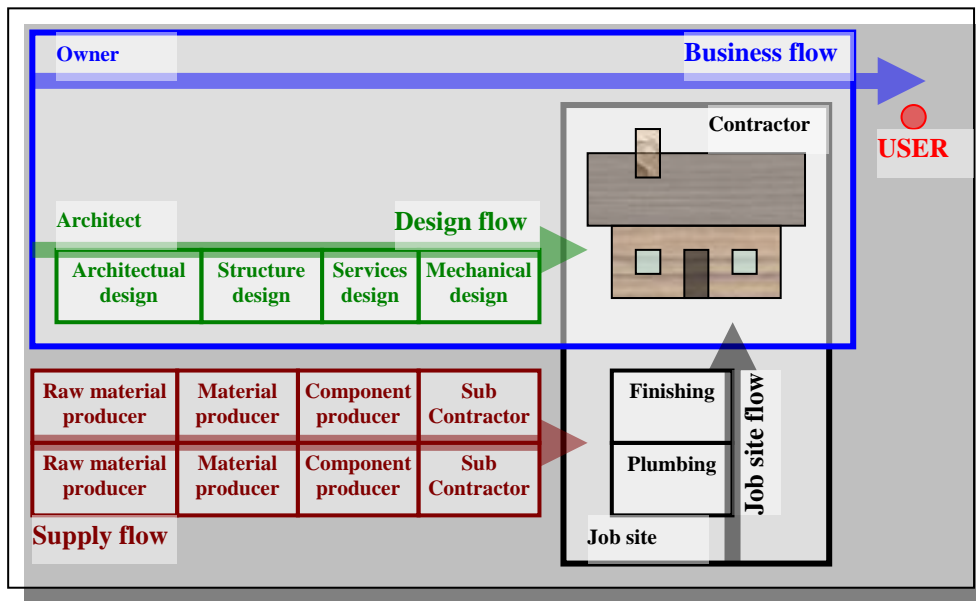 Owner
Business flow
Contractor
USER
Architect
Design flow
Architectual
design
Structure
design
Services
design
Mechanical
design
Raw material
producer
Material
producer
Component
producer
Sub
Contractor
Finishing
Raw material
producer
Material
producer
Component
producer
Sub
Contractor
Plumbing
Job site flow
Supply flow
Job site